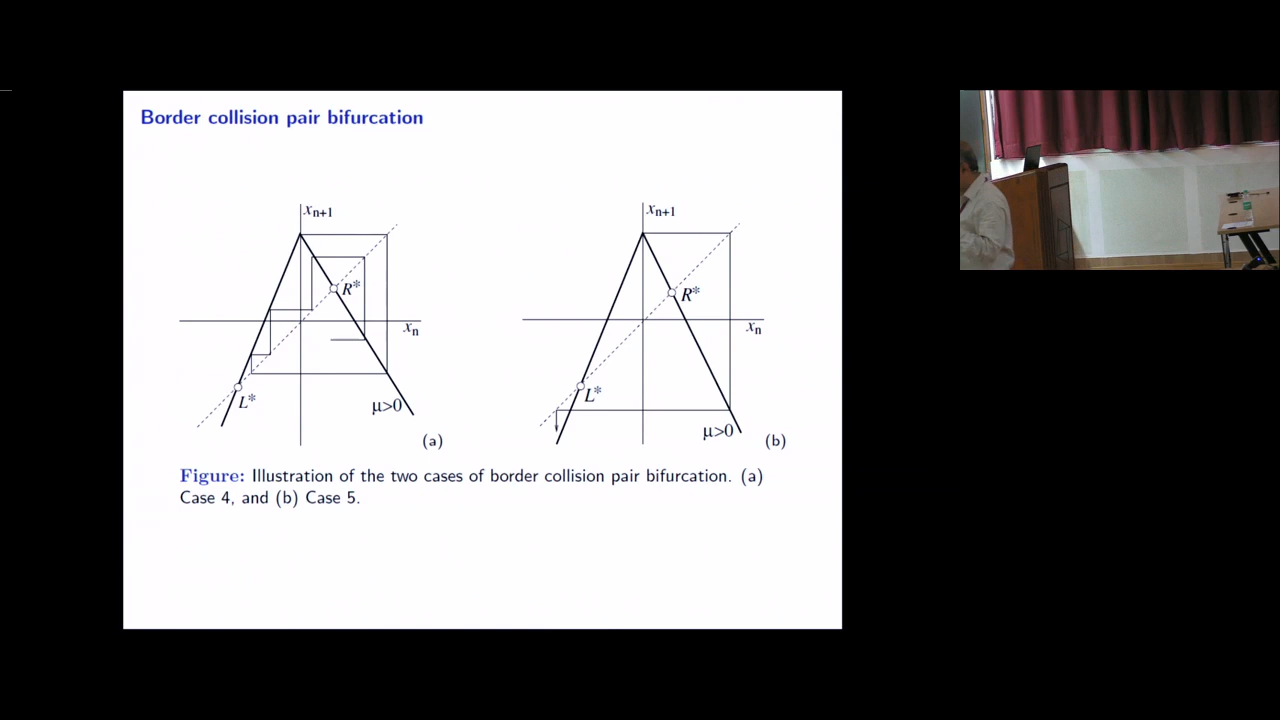 Border collision pair bifurcation
xn+1
R*
xn
L*
μ>0
(a)
xn+1
R*
xn
L*
μ>0
(b)
Figure: Illustration of the two cases of border collision pair bifurcation. (a)
Case 4, and (b) Case 5.